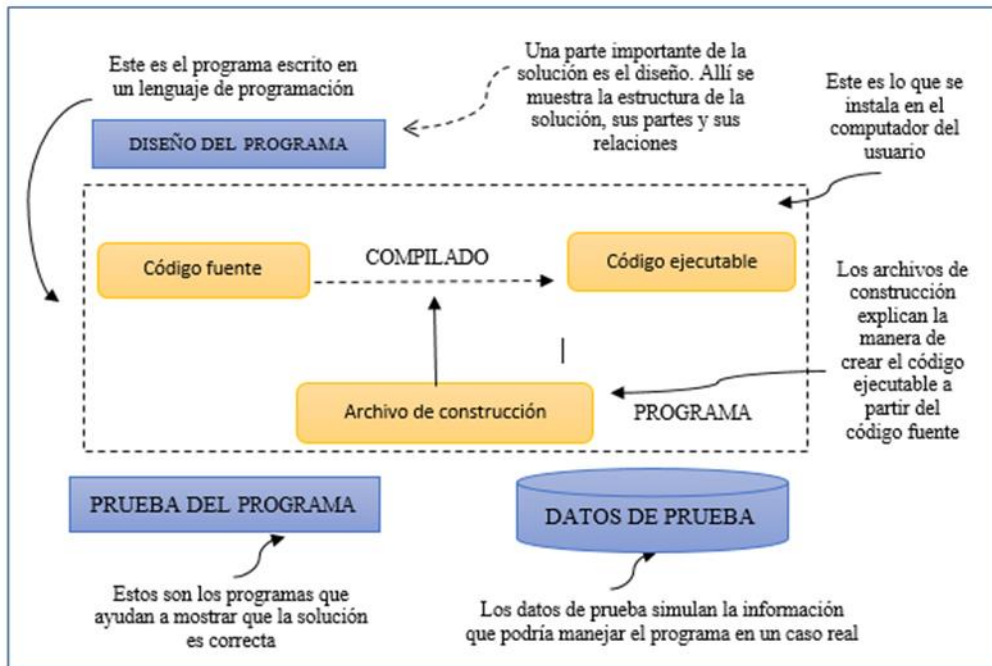 Este es el programa escrito en
un lenguaje de programación
Una parte importante de la
solución es el diseño. Allí se
muestra la estructura de la
solución, sus partes y sus
relaciones
Este es lo que se
instala en el
computador del
usuario
DISEÑO DEL PROGRAMA
Código fuente
COMPILADO
Código ejecutable
Los archivos de
construcción
explican la
manera de
crear el código
ejecutable a
partir del
código fuente
Archivo de construcción
PROGRAMA
PRUEBA DEL PROGRAMA
DATOS DE PRUEBA
Estos son los programas que
ayudan a mostrar que la solución
es correcta
Los datos de prueba simulan la información
que podría manejar el programa en un caso real